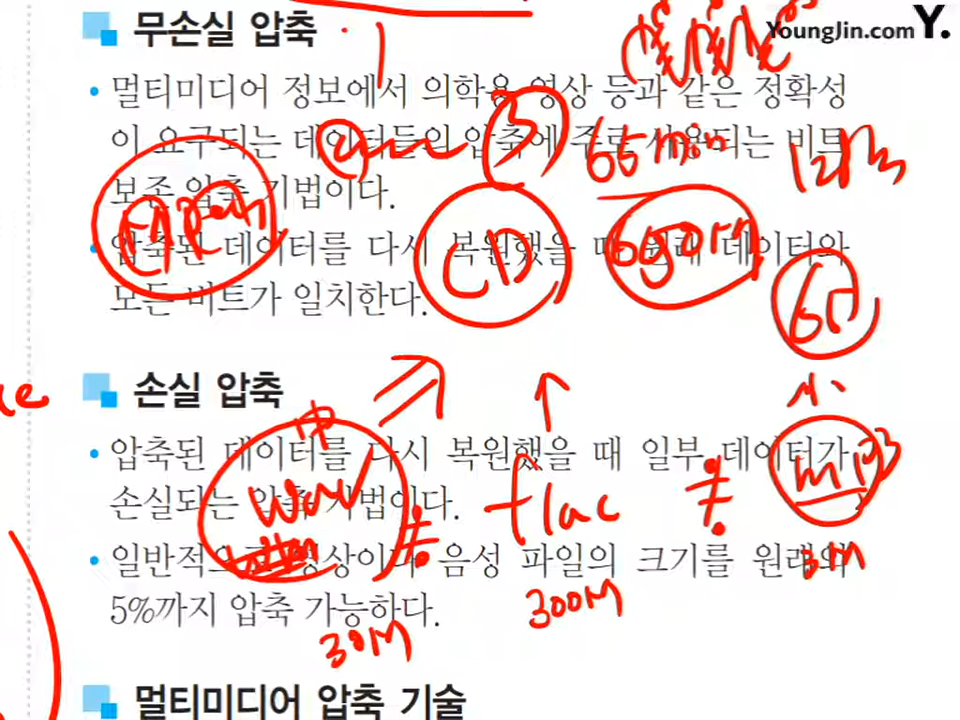 YoungJin.com Y.
무손실 압축
• 멀티미디어 정보에서 의학용 영상 등과 같은 정확성
이 요구되는 데이터들의 압축에 주로 사용되는 비트
보존 압축 기법이다.
66 min
CD
650M
• 압축된 데이터를 다시 복원했을 때 원래 데이터와
모든 비트가 일치한다.
손실 압축
• 압축된 데이터를 다시 복원했을 때 일부 데이터가
손실되는 압축 기법이다.
wav
flac
mp3
• 일반적으로 영상이나 음성 파일의 크기를 원래의
5%까지 압축 가능하다.
30M
300M
3M
멀티미디어 압축 기술